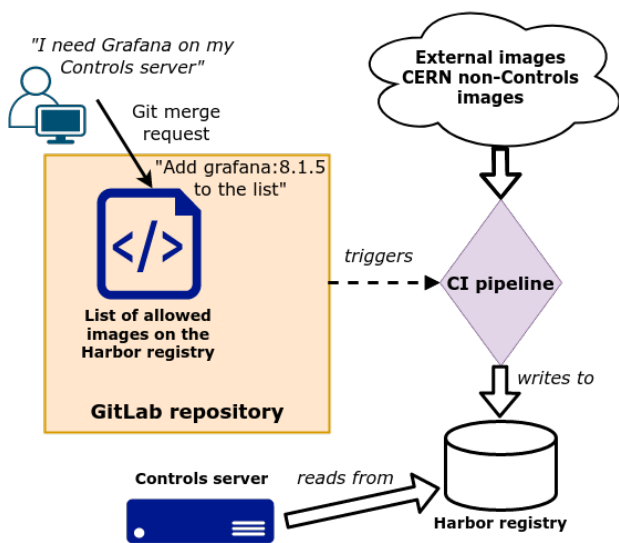 "I need Grafana on my
Controls server"
Git merge
request
"Add grafana:8.1.5
to the list"
</>
List of allowed
images on the
Harbor registry
GitLab repository
External images
CERN non-Controls
images
triggers
CI pipeline
writes to
Controls server
reads from
Harbor registry